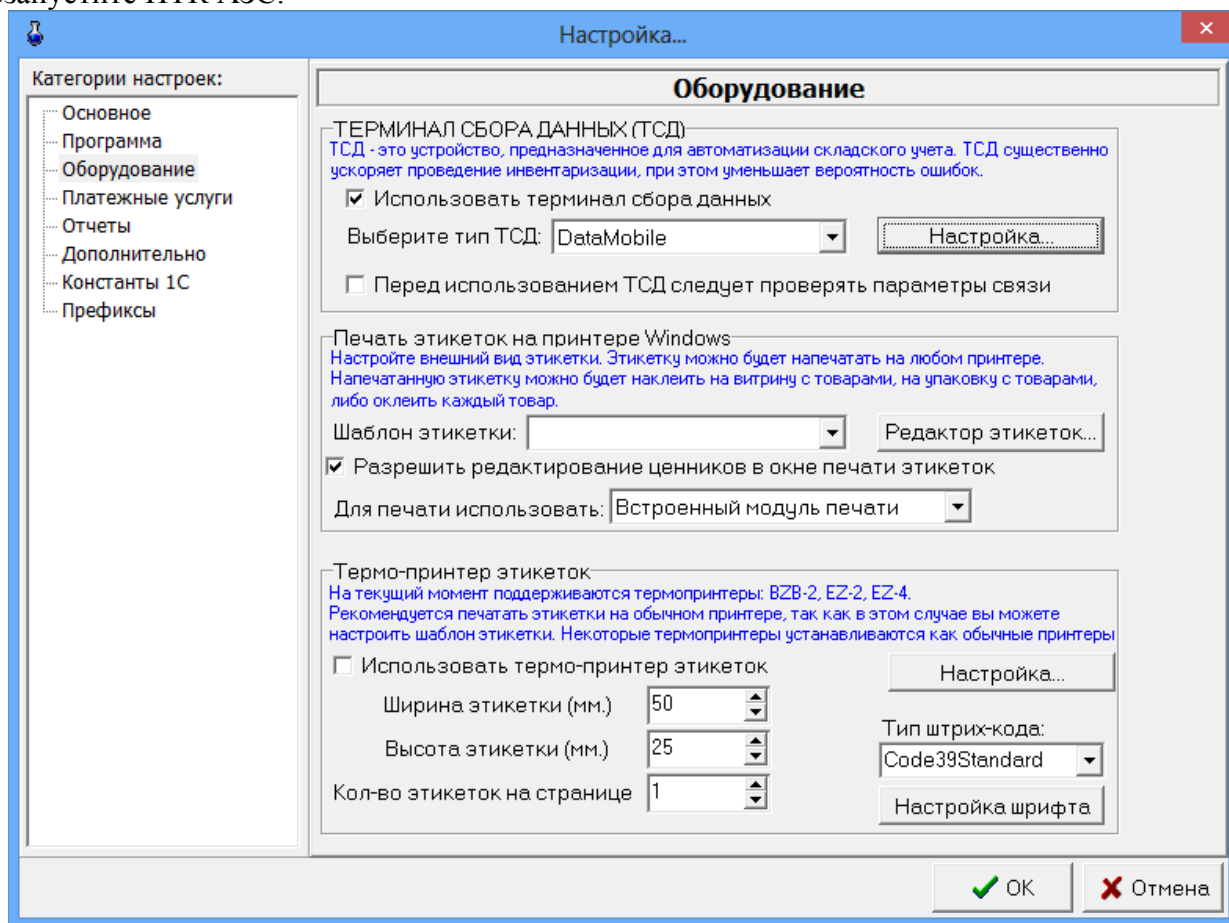 запустите ПТК АЗС.
Настройка...
Категории настроек:
Основное
Программа
Оборудование
Платежные услуги
Отчеты
Дополнительно
Константы 1С
Префиксы
Оборудование
ТЕРМИНАЛ СБОРА ДАННЫХ (ТСД)
ТСД - это устройство, предназначенное для автоматизации складского учета. ТСД существенно
ускоряет проведение инвентаризации, при этом уменьшает вероятность ошибок.
Использовать терминал сбора данных
Выберите тип ТСД: DataMobile Настройка...
Перед использованием ТСД следует проверять параметры связи
Печать этикеток на принтере Windows
Настройте внешний вид этикетки. Этикетку можно будет напечатать на любом принтере.
Напечатанную этикетку можно будет наклеить на витрину с товарами, на упаковку с товарами,
либо оклеить каждый товар.
Шаблон этикетки: Редактор этикеток...
Разрешить редактирование ценников в окне печати этикеток
Для печати использовать: Встроенный модуль печати
Термо-принтер этикеток
На текущий момент поддерживаются термопринтеры: BZB-2, EZ-2, EZ-4.
Рекомендуется печатать этикетки на обычном принтере, так как в этом случае вы можете
настроить шаблон этикетки. Некоторые термопринтеры устанавливаются как обычные принтеры
Использовать термо-принтер этикеток Настройка...
Ширина этикетки (мм.) 50
Тип штрих-кода:
Высота этикетки (мм.) 25 Code39Standard
Кол-во этикеток на странице 1 Настройка шрифта
OK Отмена